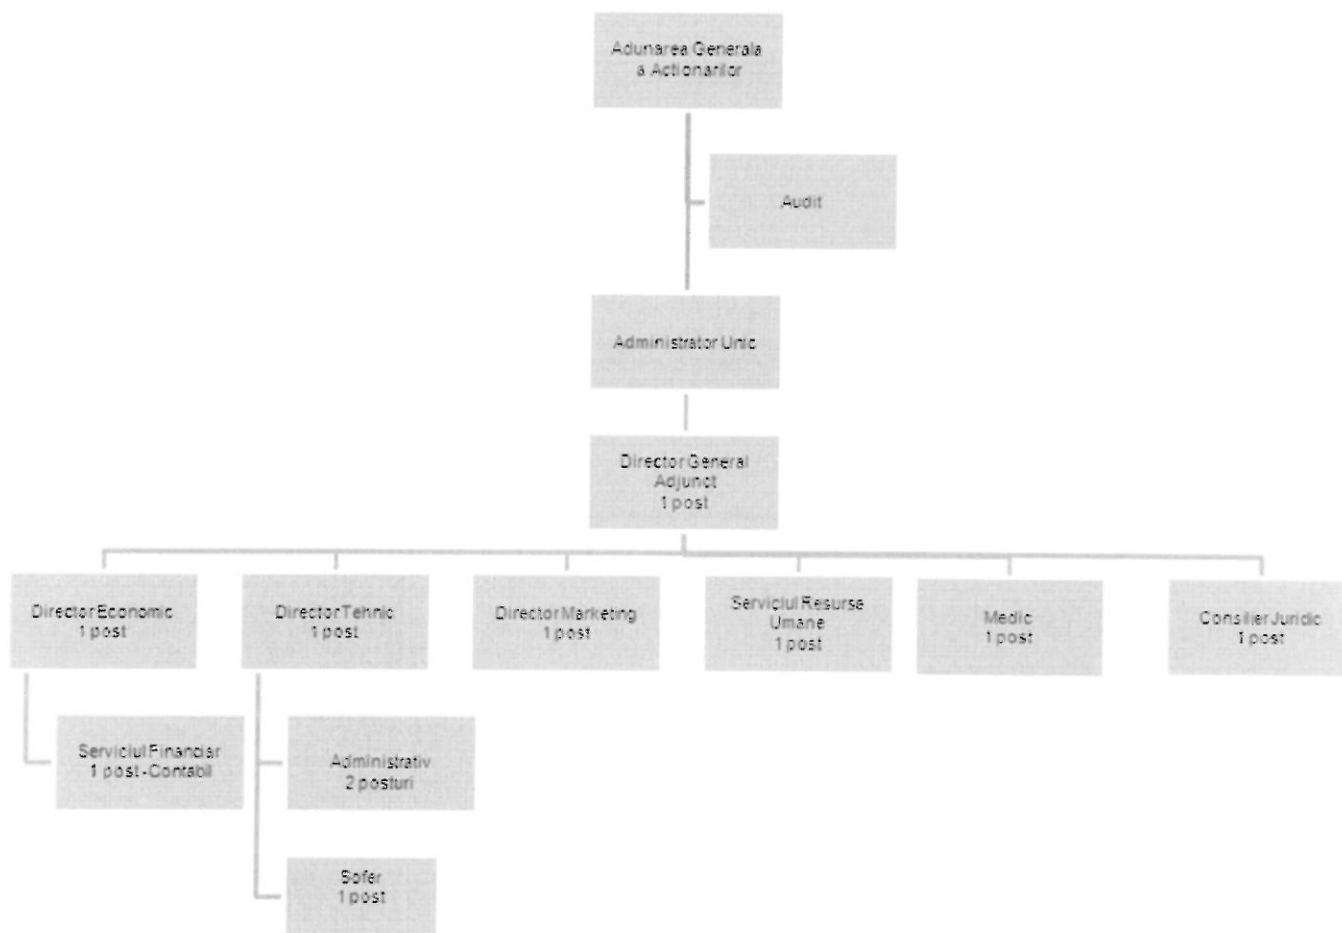 Adunarea Generala
a Actionarilor
Audit
Administrator Unic
Director General
Adjunct
1 post
Director Economic
1 post
Director Tehnic
1 post
Director Marketing
1 post
Serviciul Resurse
Umane
1 post
Medic
1 post
Consilier Juridic
1 post
Serviciul Financiar
1 post - Contabil
Administrativ
2 posturi
Sofer
1 post